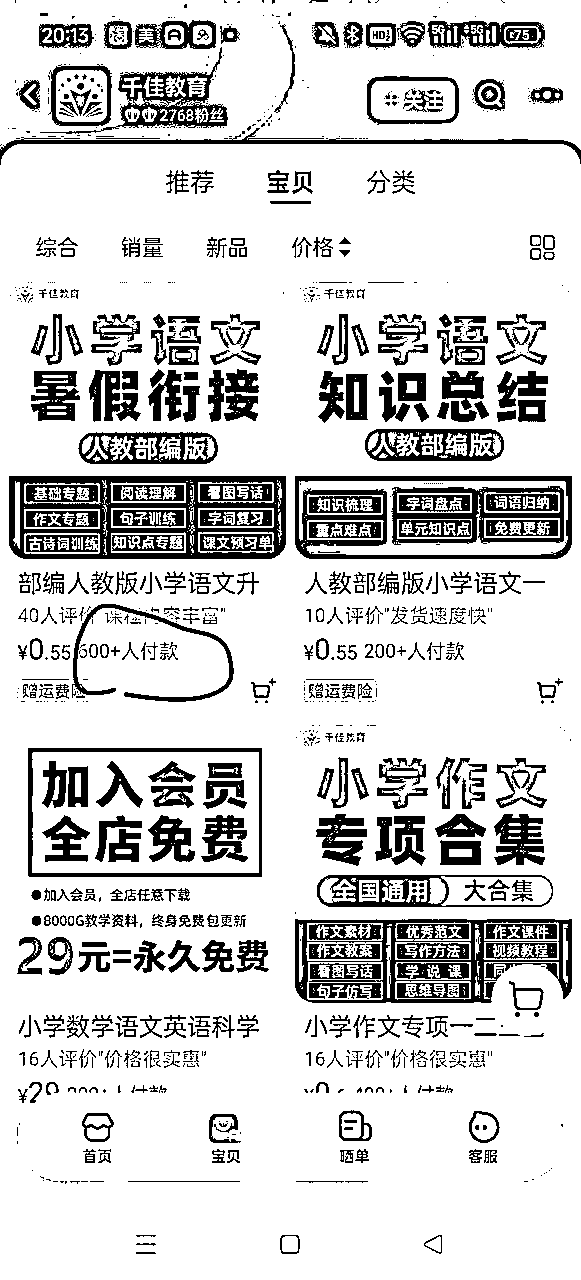 20:13
HD
75
千佳教育
2768粉丝
关注
推荐 宝贝 分类
综合 销量 新品 价格
千佳教育
小学语文
暑假衔接
人教部编版
基础专题 阅读理解 看图写话
作文专题 句子训练 字词复习
古诗词训练 知识点专题 课文预习单
部编人教版小学语文升
40人评价"课程内容丰富"
¥0.55 600+人付款
赠运费险
千佳教育
小学语文
知识总结
人教部编版
知识梳理 字词盘点 词语归纳
重点难点 单元知识点 免费更新
人教部编版小学语文一
10人评价"发货速度快"
¥0.55 200+人付款
赠运费险
加入会员
全店免费
●加入会员，全店任意下载
●8000G教学资料，终身免费包更新
29元=永久免费
小学数学语文英语科学
16人评价"价格很实惠"
¥29 200+人付款
千佳教育
小学作文
专项合集
全国通用 大合集
作文素材 优秀范文 作文课件
作文教案 写作方法 视频教程
看图写话 学说课
句子仿写 思维导图
小学作文专项一二
16人评价"价格很实惠"
400+人付款
首页 宝贝 晒单 客服